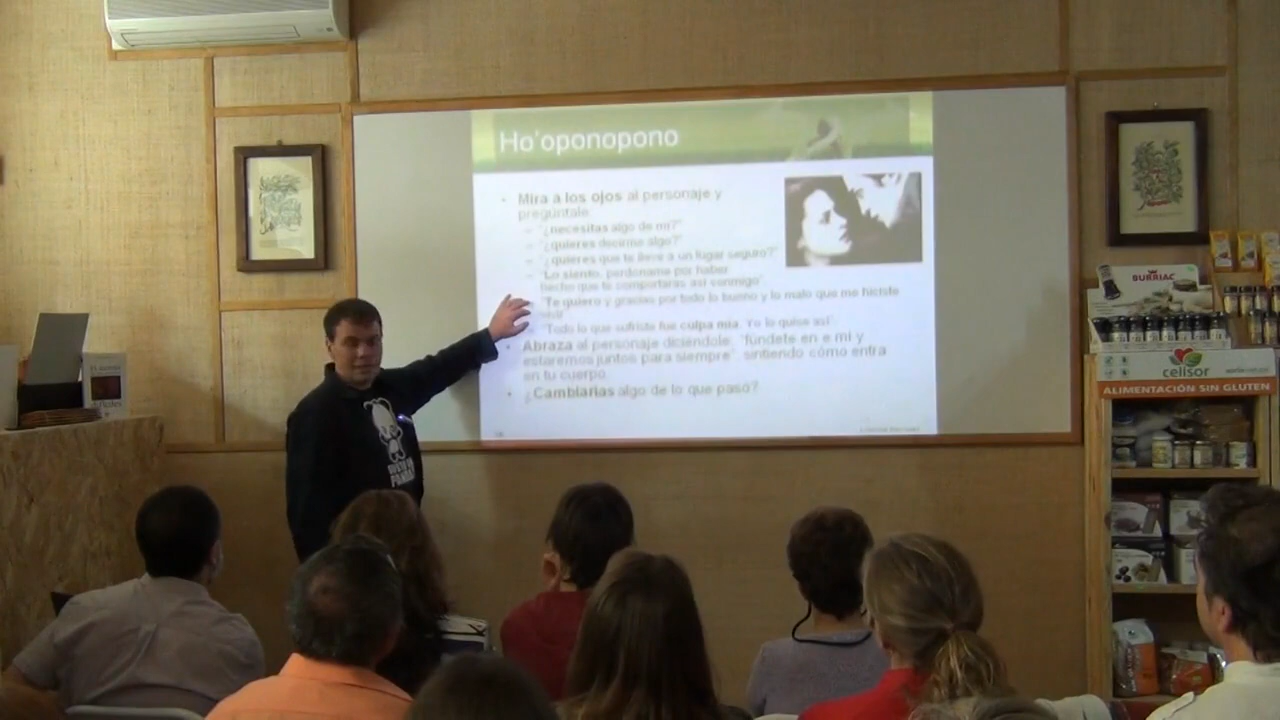 Ho'oponopono
• Mira a los ojos al personaje y
pregúntale:
– "¿necesitas algo de mí?"
– "¿quieres decirme algo?"
– "¿quieres que te lleve a un lugar seguro?"
– "Lo siento, perdóname por haber
hecho que te comportaras así conmigo".
"Te quiero y gracias por todo lo bueno y lo malo que me hiciste
vivir"
"Todo lo que sufriste fue culpa mía. Yo lo quise así".
• Abraza al personaje diciéndole: "fúndete en e mí y
estaremos juntos para siempre", sintiendo cómo entra
en tu cuerpo.
• ¿Cambiarías algo de lo que pasó?
BURRIAC
celisor
ALIMENTACIÓN SIN GLUTEN
PANDA